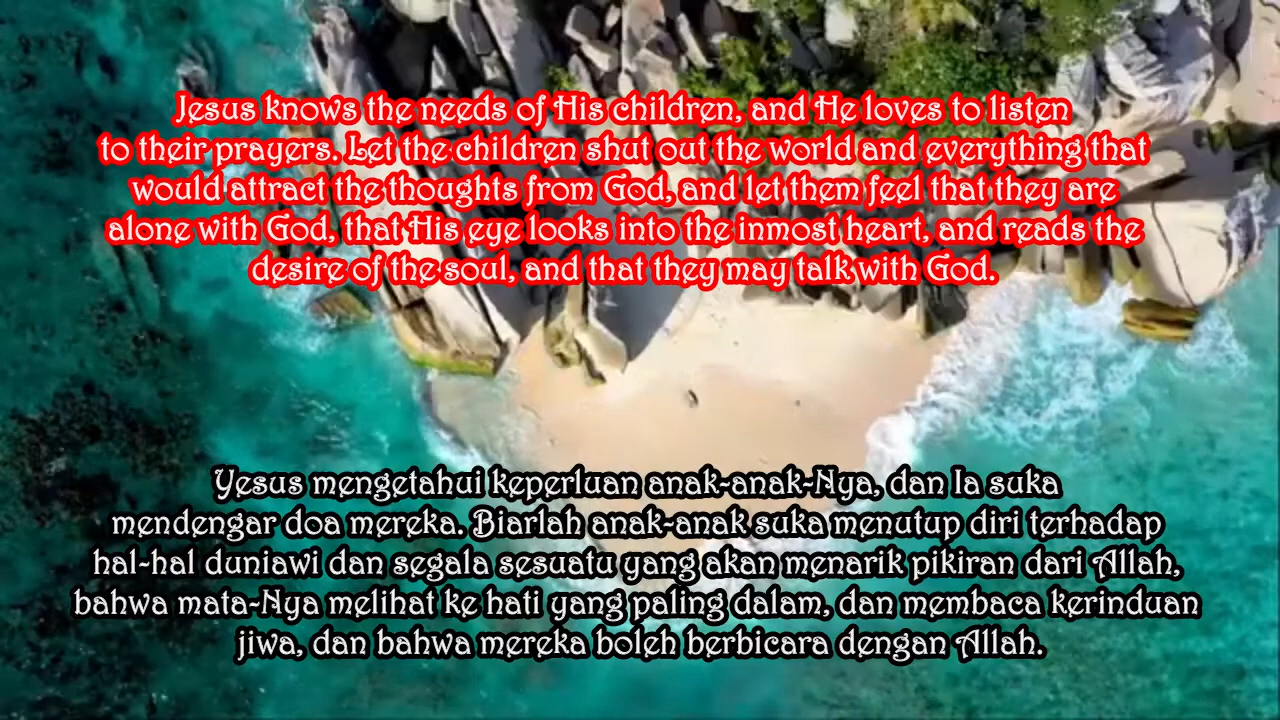 Jesus knows the needs of His children, and He loves to listen
to their prayers. Let the children shut out the world and everything that
would attract the thoughts from God, and let them feel that they are
alone with God, that His eye looks into the inmost heart, and reads the
desire of the soul, and that they may talk with God.
Yesus mengetahui keperluan anak-anak-Nya, dan Ia suka
mendengar doa mereka. Biarlah anak-anak suka menutup diri terhadap
hal-hal duniawi dan segala sesuatu yang akan menarik pikiran dari Allah,
bahwa mata-Nya melihat ke hati yang paling dalam, dan membaca kerinduan
jiwa, dan bahwa mereka boleh berbicara dengan Allah.